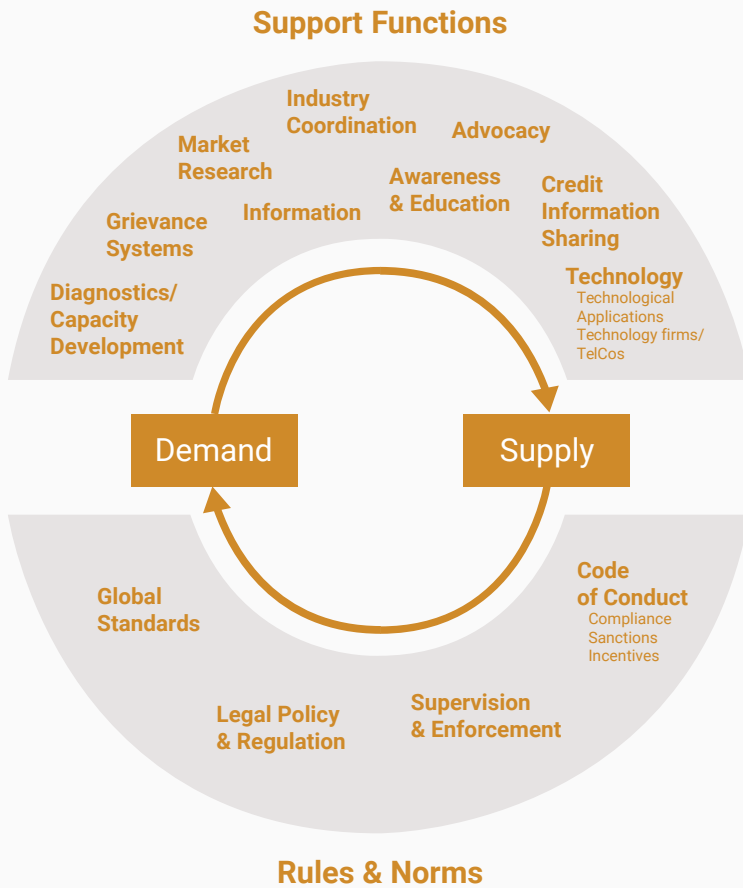 Support Functions
Industry
Coordination
Advocacy
Market
Research
Awareness
& Education
Credit
Information
Sharing
Information
Grievance
Systems
Technology
Technological
Applications
Technology firms/
TelCos
Diagnostics/
Capacity
Development
Demand
Supply
Global
Standards
Code
of Conduct
Compliance
Sanctions
Incentives
Legal Policy
& Regulation
Supervision
& Enforcement
Rules & Norms